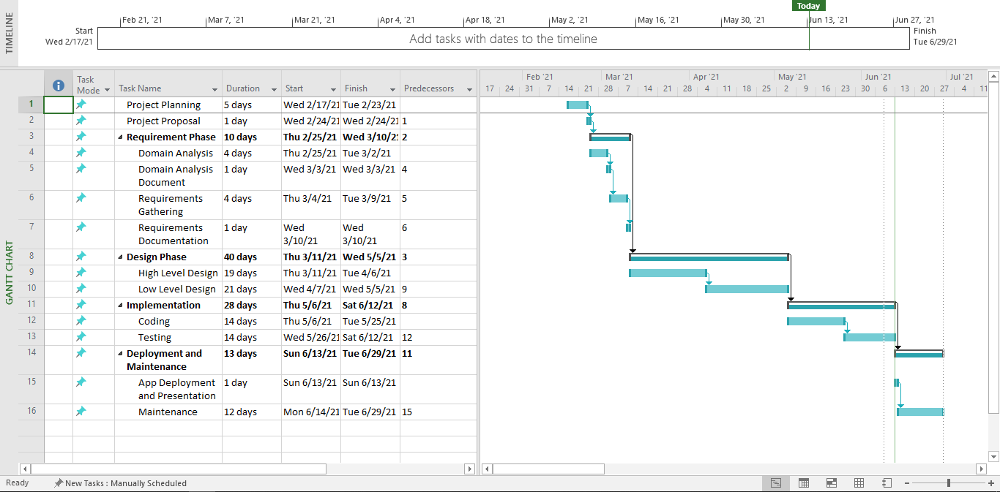 TIMELINE
Today
Feb 21, '21 Mar 7, '21 Mar 21, '21 Apr 4, '21 Apr 18, '21 May 2, '21 May 16, '21 May 30, '21 Jun 13, '21 Jun 27, '21
Start
Wed 2/17/21
Add tasks with dates to the timeline
Finish
Tue 6/29/21
GANTT CHART
Task Mode Task Name Duration Start Finish Predecessors
Feb '21 Mar '21 Apr '21 May '21 Jun '21 Jul '21
17 24 31 7 14 21 28 7 14 21 28 4 11 18 25 2 9 16 23 30 6 13 20 27 4 11
1 Project Planning 5 days Wed 2/17/21 Tue 2/23/21
2 Project Proposal 1 day Wed 2/24/21 Wed 2/24/21 1
3 Requirement Phase 10 days Thu 2/25/21 Wed 3/10/21 2
4 Domain Analysis 4 days Thu 2/25/21 Tue 3/2/21
5 Domain Analysis Document 1 day Wed 3/3/21 Wed 3/3/21 4
6 Requirements Gathering 4 days Thu 3/4/21 Tue 3/9/21 5
7 Requirements Documentation 1 day Wed 3/10/21 Wed 3/10/21 6
8 Design Phase 40 days Thu 3/11/21 Wed 5/5/21 3
9 High Level Design 19 days Thu 3/11/21 Tue 4/6/21
10 Low Level Design 21 days Wed 4/7/21 Wed 5/5/21 9
11 Implementation 28 days Thu 5/6/21 Sat 6/12/21 8
12 Coding 14 days Thu 5/6/21 Tue 5/25/21
13 Testing 14 days Wed 5/26/21 Sat 6/12/21 12
14 Deployment and Maintenance 13 days Sun 6/13/21 Tue 6/29/21 11
15 App Deployment and Presentation 1 day Sun 6/13/21 Sun 6/13/21
16 Maintenance 12 days Mon 6/14/21 Tue 6/29/21 15
Ready New Tasks : Manually Scheduled